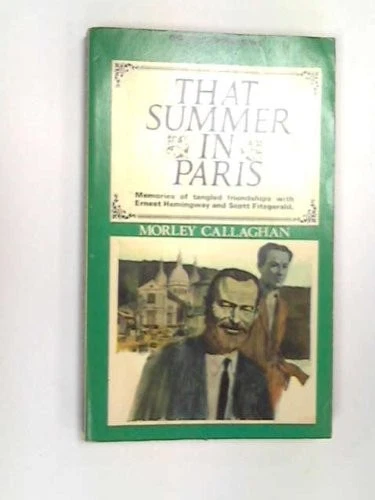 THAT
SUMMER
IN
PARIS
Memories of tangled friendships with
Ernest Hemingway and Scott Fitzgerald.
MORLEY CALLAGHAN